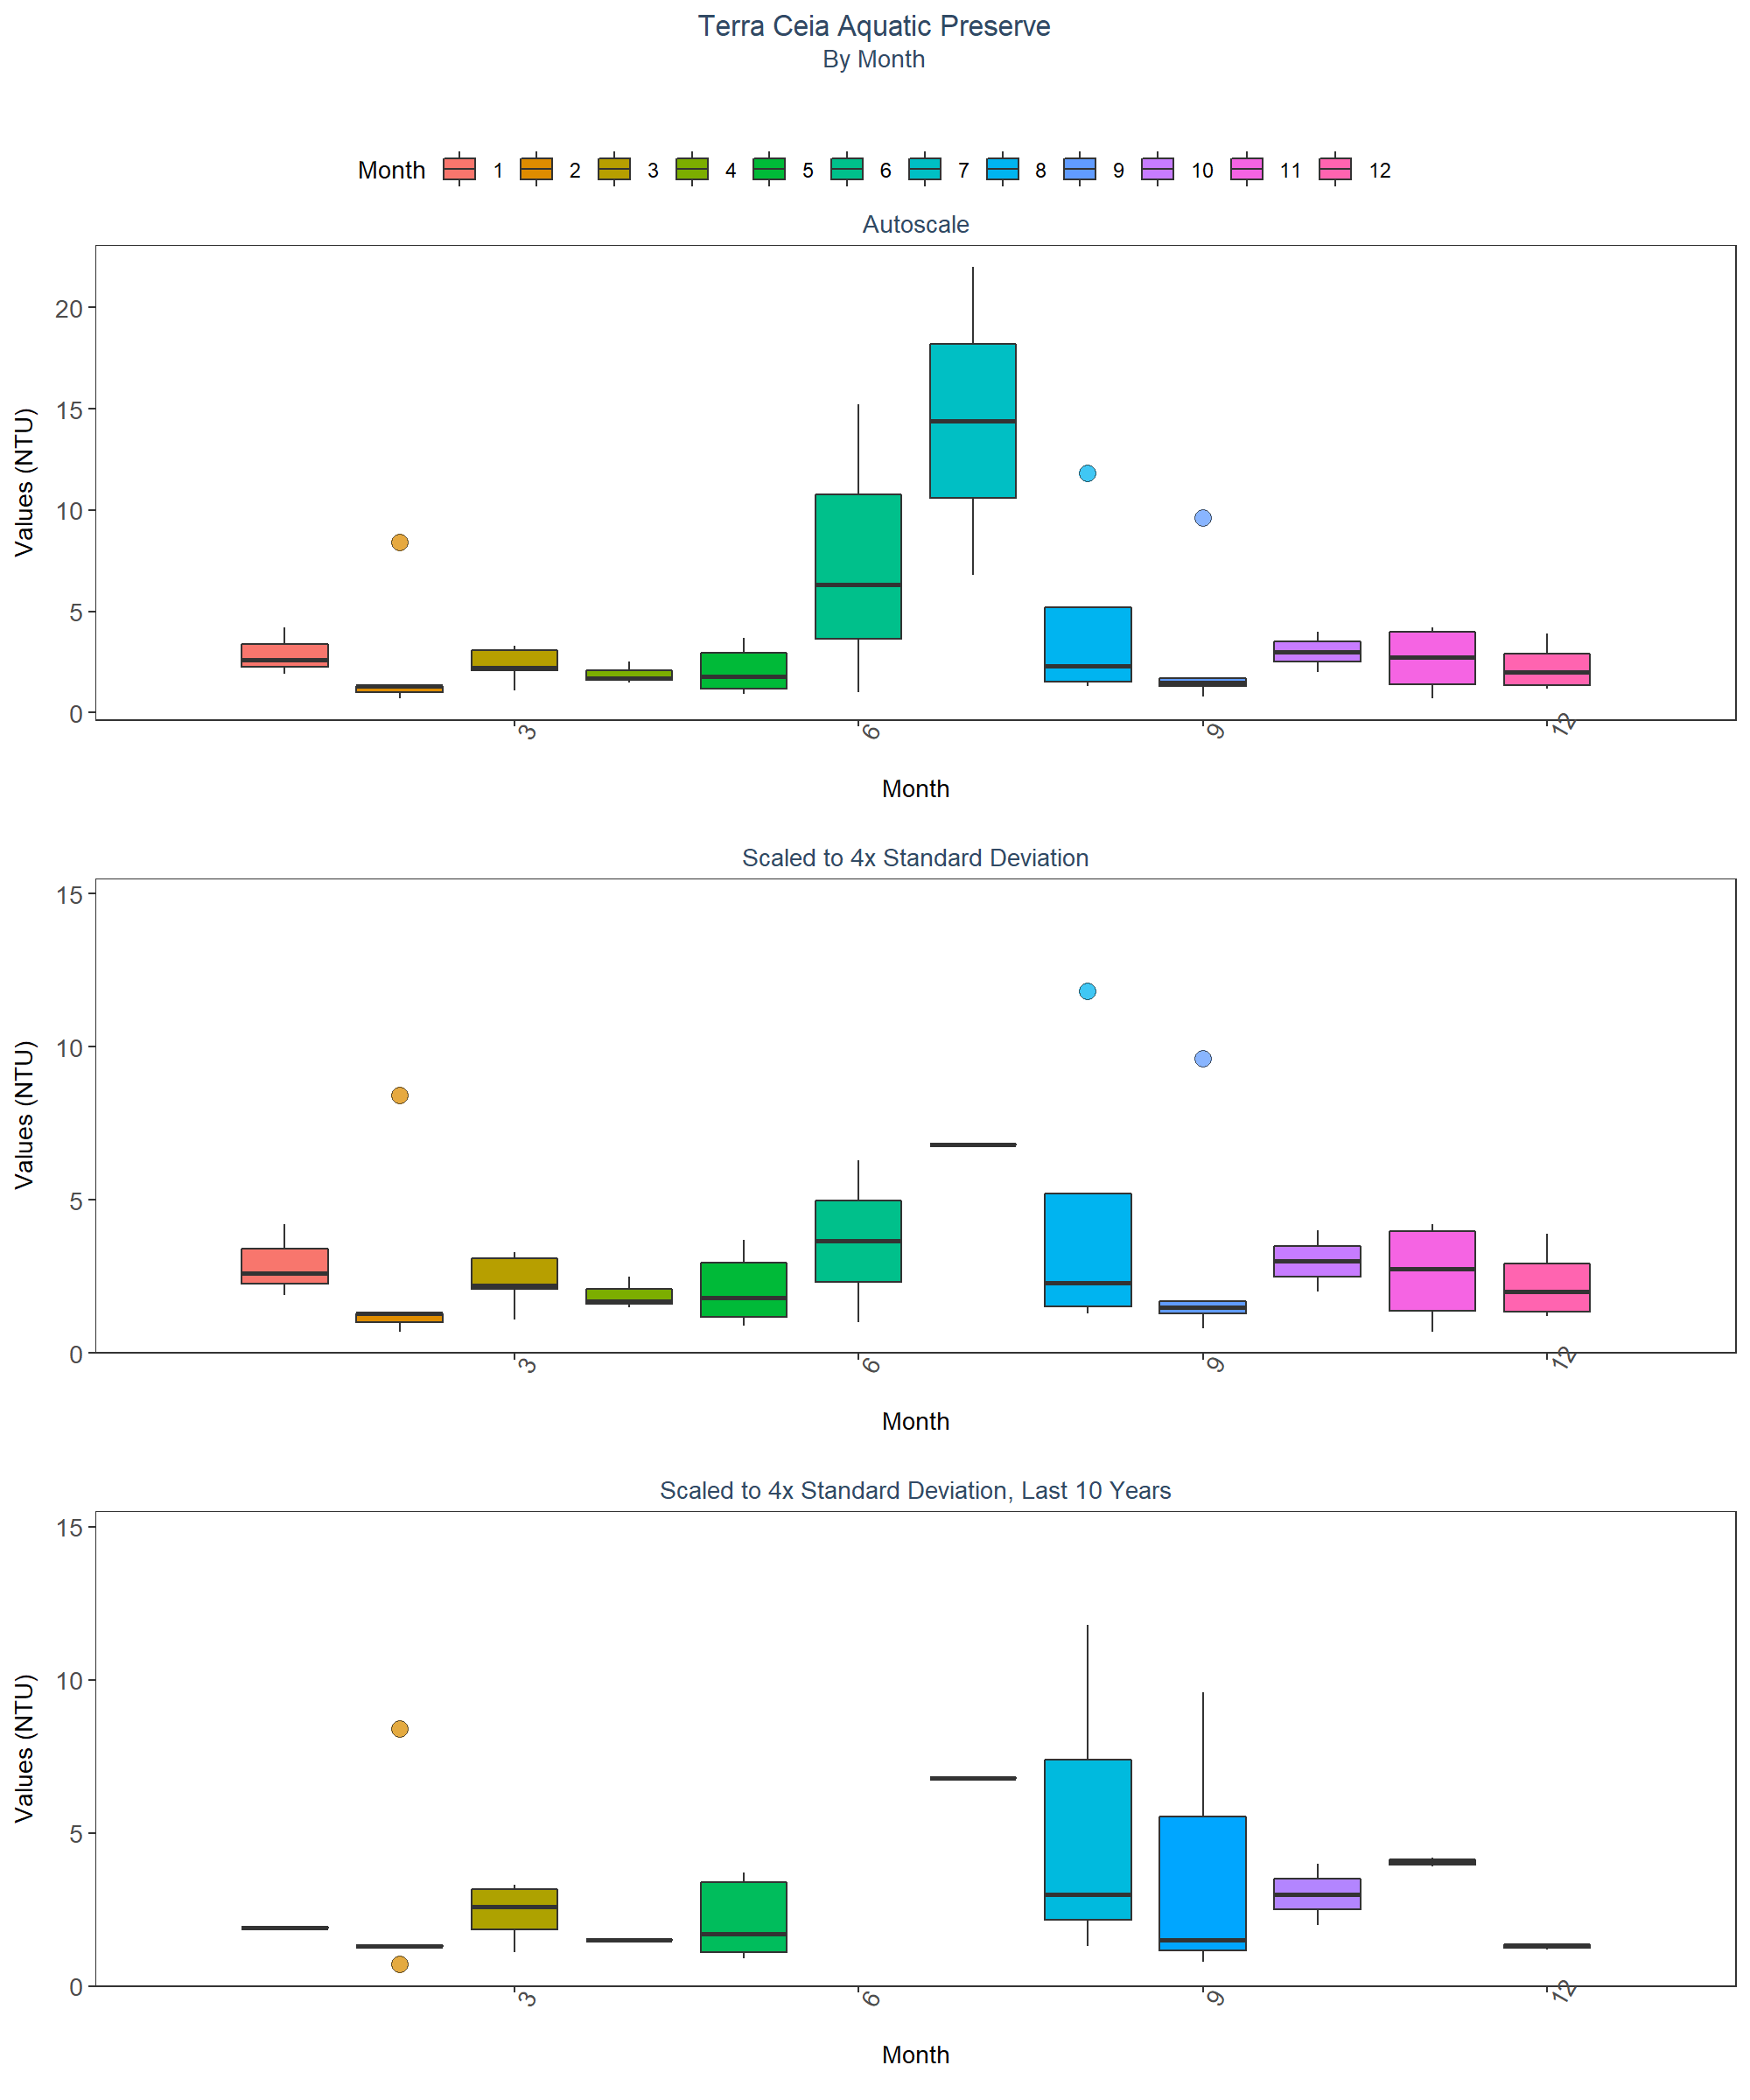 Terra Ceia Aquatic Preserve
By Month
Month 1 2 3 4 5 6 7 8 9 10 11 12
Autoscale
Values (NTU)
20
15
10
5
0
3 6 9 12
Month
Scaled to 4x Standard Deviation
Values (NTU)
15
10
5
0
3 6 9 12
Month
Scaled to 4x Standard Deviation, Last 10 Years
Values (NTU)
15
10
5
0
3 6 9 12
Month